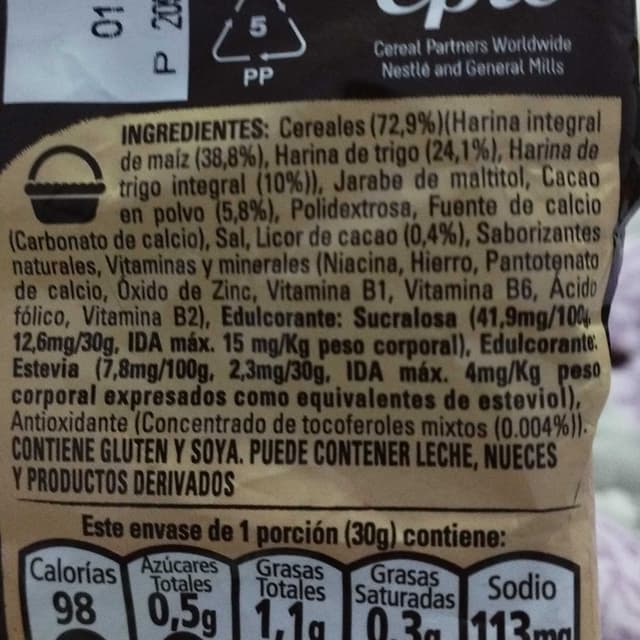 01
P 20
5
PP
Cereal Partners Worldwide
Nestlé and General Mills
INGREDIENTES: Cereales (72,9%)(Harina integral
de maíz (38,8%), Harina de trigo (24,1%), Harina de
trigo integral (10%)), Jarabe de maltitol, Cacao
en polvo (5,8%), Polidextrosa, Fuente de calcio
(Carbonato de calcio), Sal, Licor de cacao (0,4%), Saborizantes
naturales, Vitaminas y minerales (Niacina, Hierro, Pantotenato
de calcio, Óxido de Zinc, Vitamina B1, Vitamina B6, Ácido
fólico, Vitamina B2), Edulcorante: Sucralosa (41,9mg/100g,
12,6mg/30g, IDA máx. 15 mg/Kg peso corporal), Edulcorante:
Estevia (7,8mg/100g, 2,3mg/30g, IDA máx. 4mg/Kg peso
corporal expresados como equivalentes de esteviol),
Antioxidante (Concentrado de tocoferoles mixtos (0.004%)).
CONTIENE GLUTEN Y SOYA. PUEDE CONTENER LECHE, NUECES
Y PRODUCTOS DERIVADOS
Este envase de 1 porción (30g) contiene:
Calorías
98
Azúcares
Totales
0,5g
Grasas
Totales
1,1g
Grasas
Saturadas
0,3g
Sodio
113mg